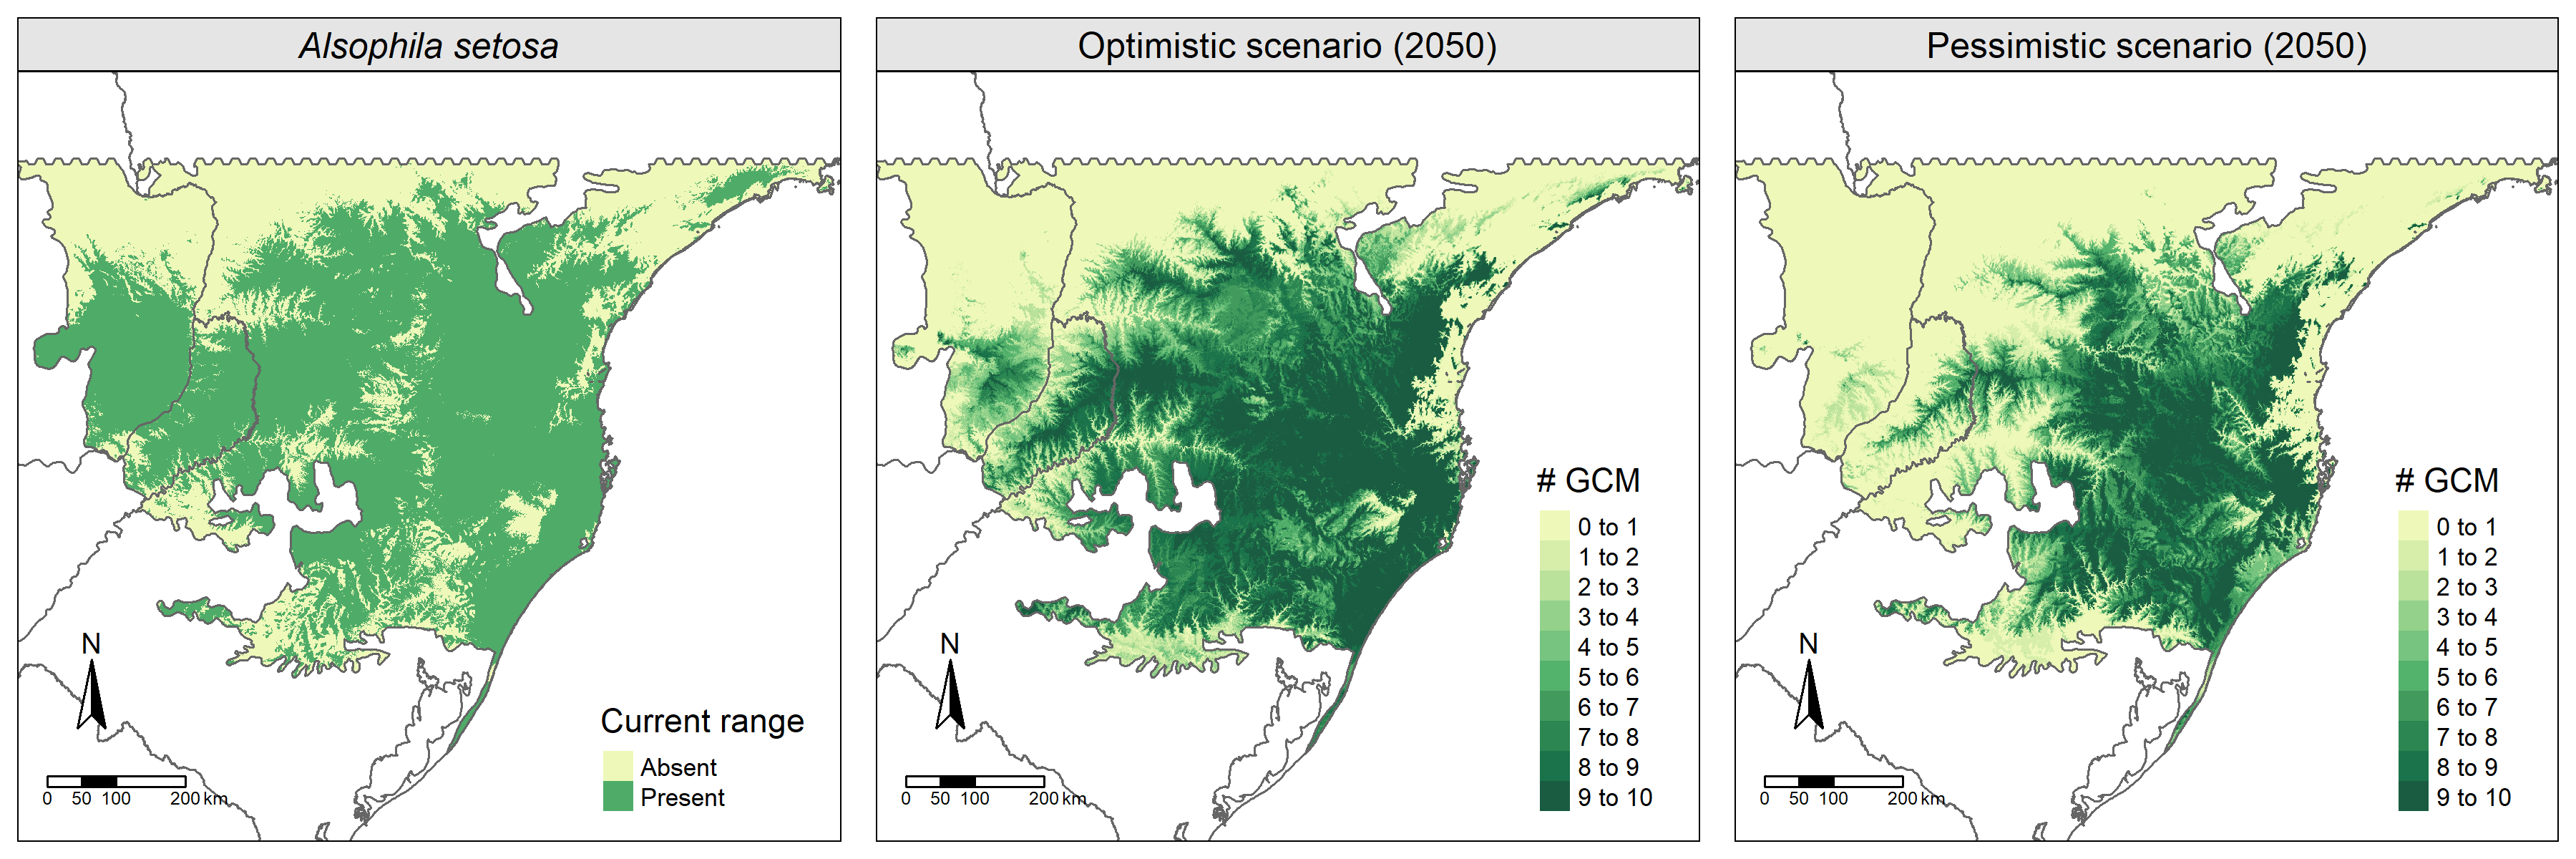 Alsophila setosa
N
Current range
Absent
Present
0 50 100 200 km
Optimistic scenario (2050)
# GCM
0 to 1
1 to 2
2 to 3
3 to 4
4 to 5
5 to 6
6 to 7
7 to 8
8 to 9
9 to 10
N
0 50 100 200 km
Pessimistic scenario (2050)
# GCM
0 to 1
1 to 2
2 to 3
3 to 4
4 to 5
5 to 6
6 to 7
7 to 8
8 to 9
9 to 10
N
0 50 100 200 km